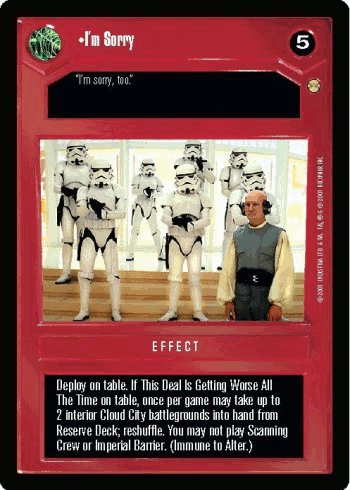 •I'm Sorry
5
"I'm sorry, too."
EFFECT
Deploy on table. If This Deal Is Getting Worse All
The Time on table, once per game may take up to
2 interior Cloud City battlegrounds into hand from
Reserve Deck; reshuffle. You may not play Scanning
Crew or Imperial Barrier. (Immune to Alter.)